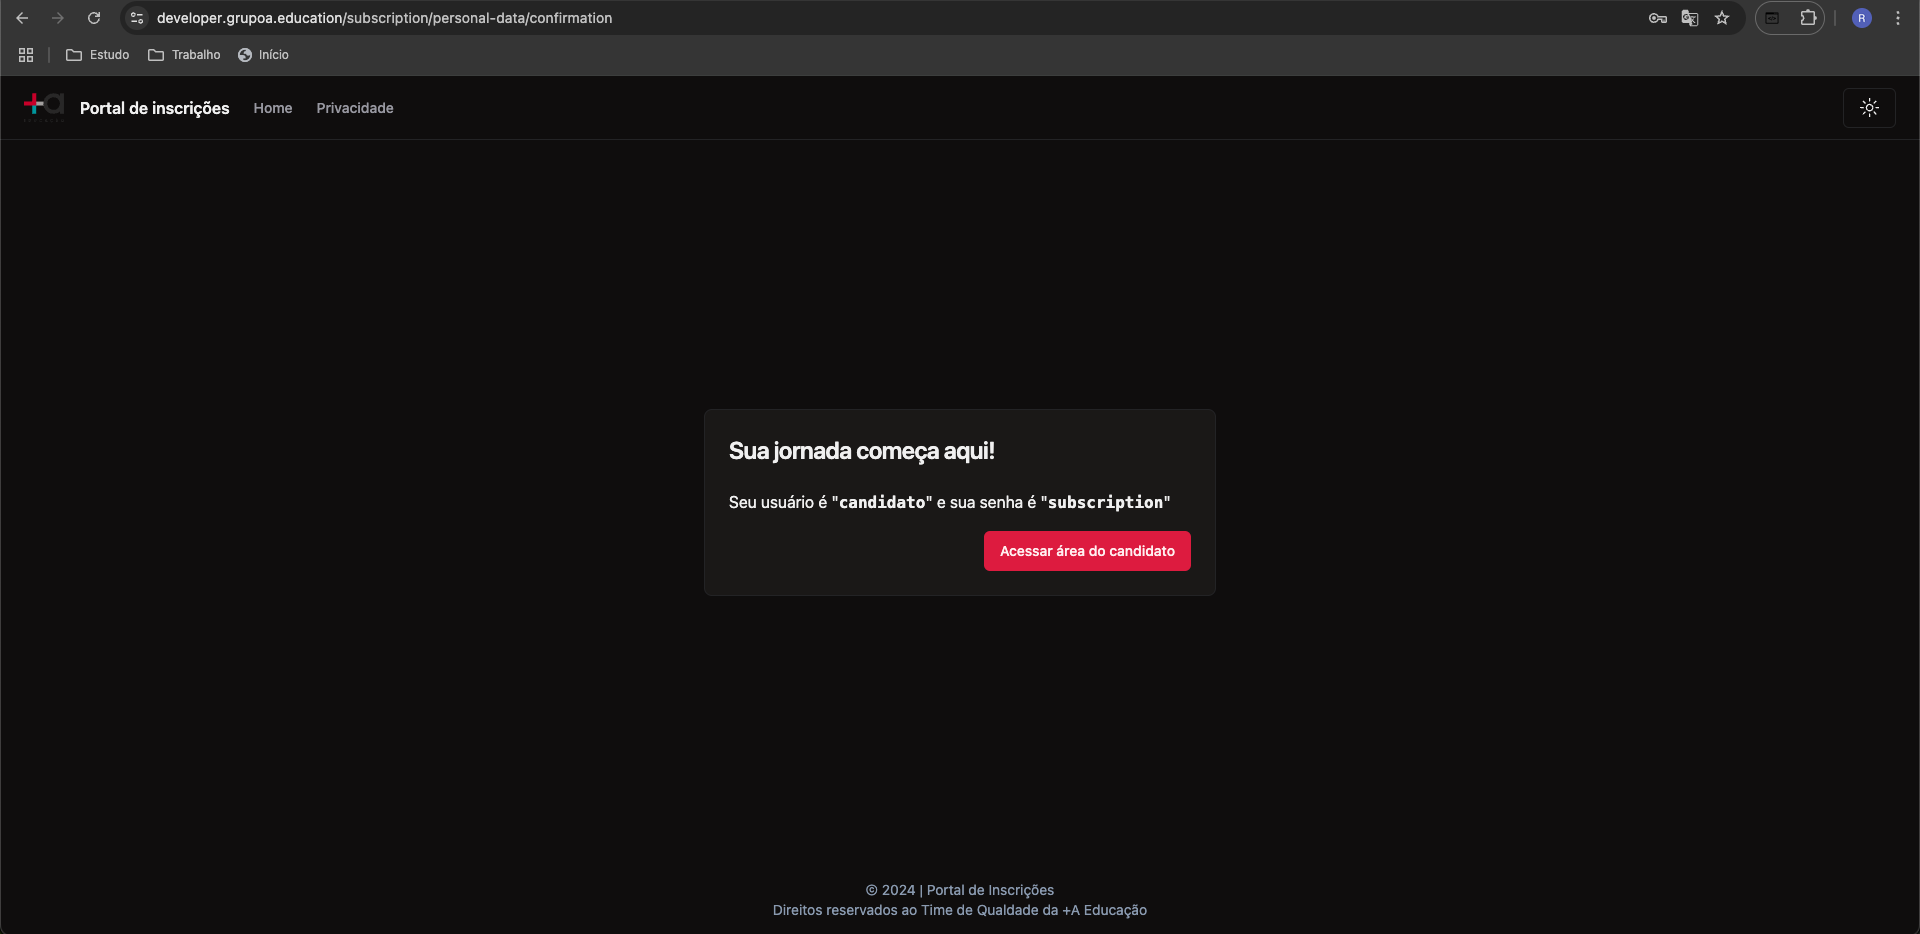 developer.grupoa.education/subscription/personal-data/confirmation
R
Estudo Trabalho Início
+a Portal de inscrições Home Privacidade
Sua jornada começa aqui!
Seu usuário é "candidato" e sua senha é "subscription"
Acessar área do candidato
© 2024 | Portal de Inscrições
Direitos reservados ao Time de Qualdade da +A Educação